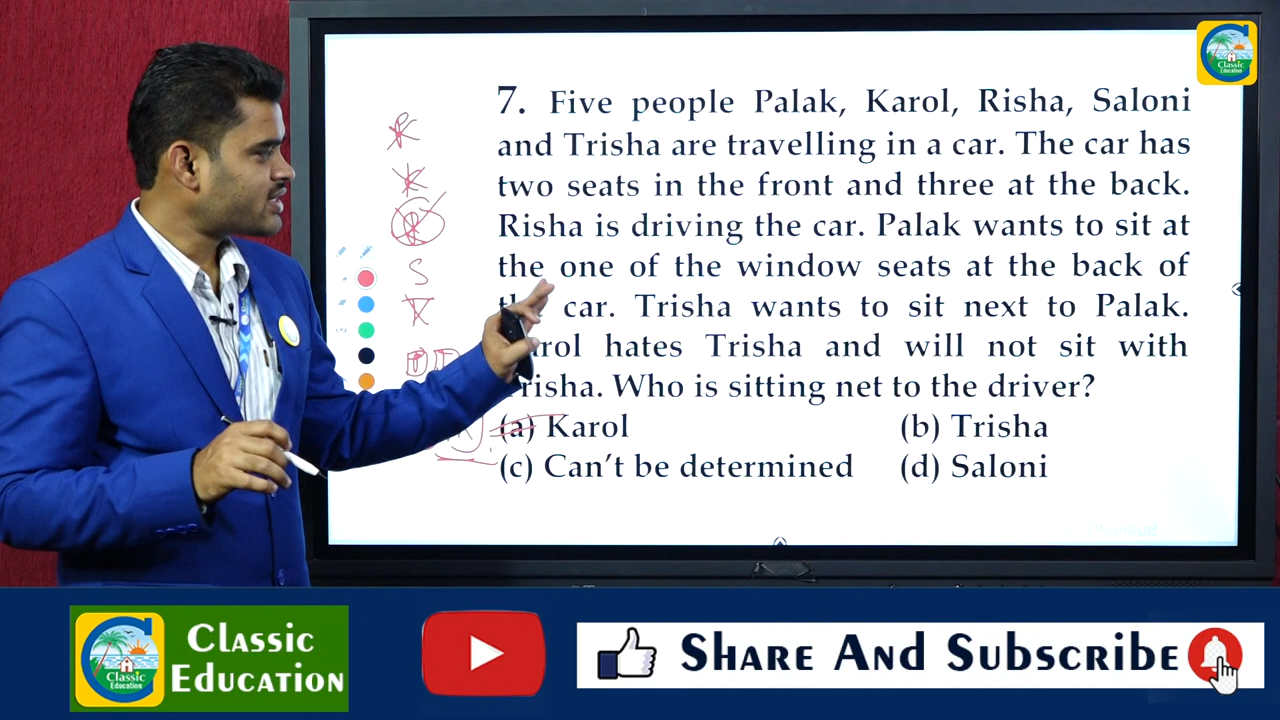 Classic
Education
7. Five people Palak, Karol, Risha, Saloni
and Trisha are travelling in a car. The car has
two seats in the front and three at the back.
Risha is driving the car. Palak wants to sit at
the one of the window seats at the back of
car. Trisha wants to sit next to Palak.
hates Trisha and will not sit with
Who is sitting net to the driver?
(a) Karol (b) Trisha
(c) Can't be determined (d) Saloni
S
T
Classic
Education
Classic
Education
Share And Subscribe